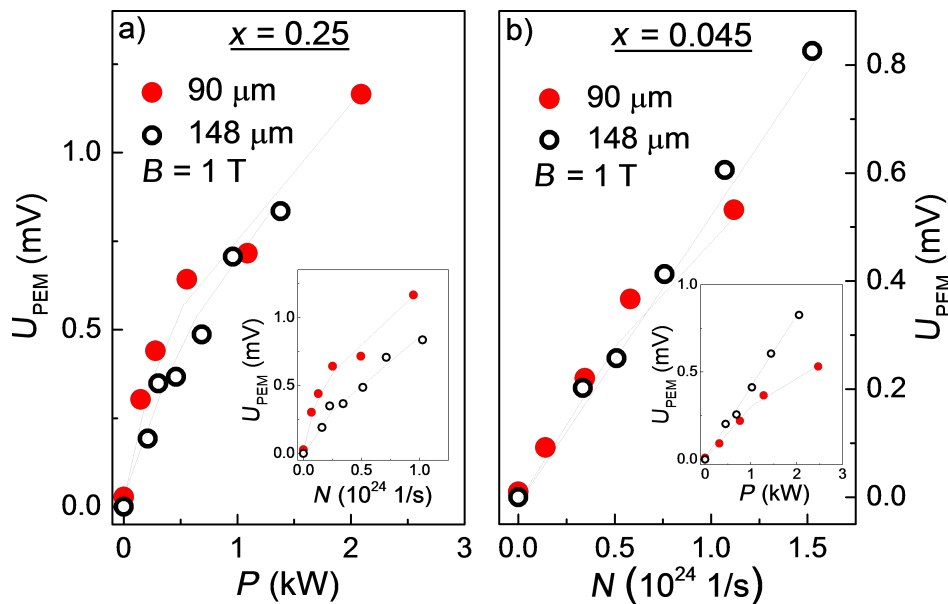 a)
x = 0.25
90 μm
148 μm
B = 1 T
U_PEM (mV)
1.0
0.5
0.0
0
1
2
3
P (kW)
U_PEM (mV)
1.0
0.5
0.0
0.0
0.5
1.0
N (10^24 1/s)
b)
x = 0.045
90 μm
148 μm
B = 1 T
U_PEM (mV)
0.8
0.6
0.4
0.2
0.0
0.0
0.5
1.0
1.5
N (10^24 1/s)
U_PEM (mV)
1.0
0.5
0.0
0
1
2
3
P (kW)